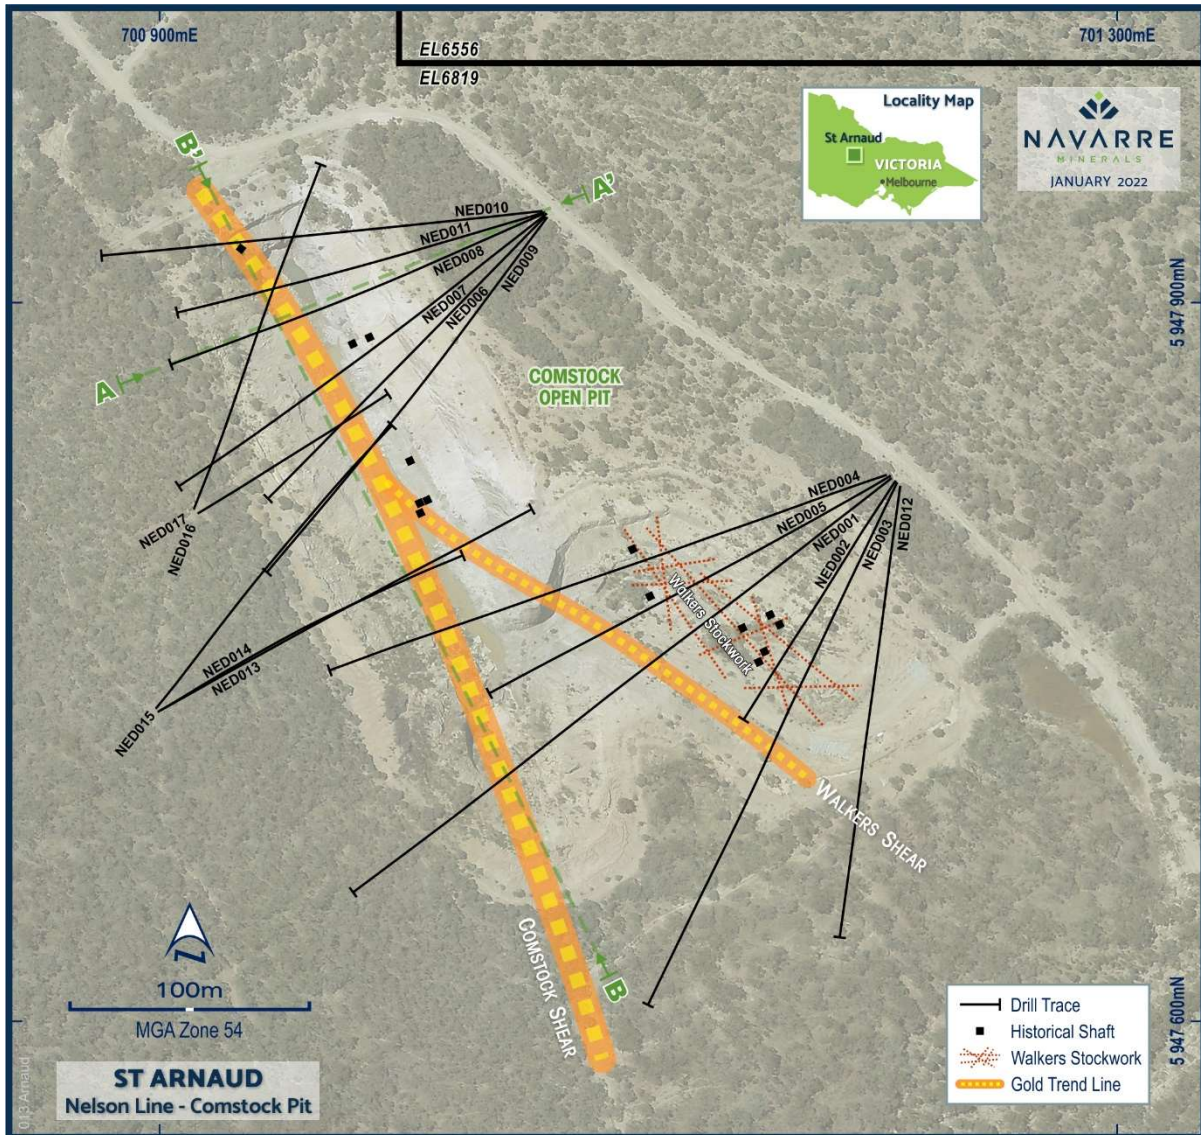 700 900mE
701 300mE
EL6556
EL6819
Locality Map
St Arnaud
VICTORIA
Melbourne
NAVARRE
MINERALS
JANUARY 2022
B'
A'
NED010
NED011
NED008
NED009
NED007
NED006
5 947 900mN
A
COMSTOCK
OPEN PIT
NED004
NED005
NED001
NED002
NED003
NED012
NED017
NED016
Walkers Stockwork
NED014
NED013
NED015
WALKERS SHEAR
COMSTOCK SHEAR
B
N
100m
MGA Zone 54
Drill Trace
Historical Shaft
Walkers Stockwork
Gold Trend Line
5 947 600mN
ST ARNAUD
Nelson Line - Comstock Pit
013 Arnaud